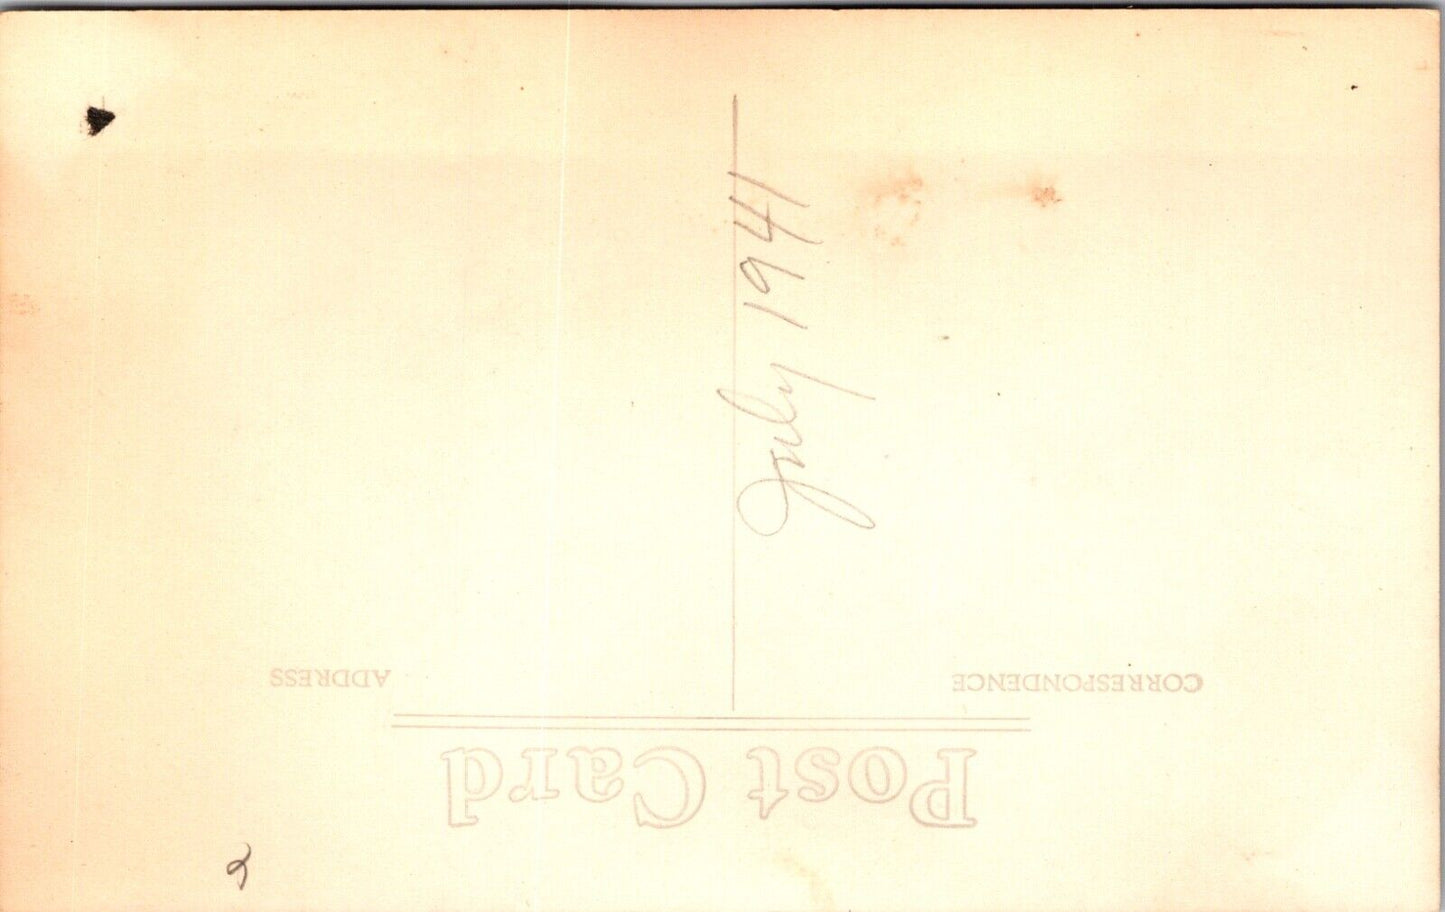 Post Card
CORRESPONDENCE
ADDRESS
July 1941